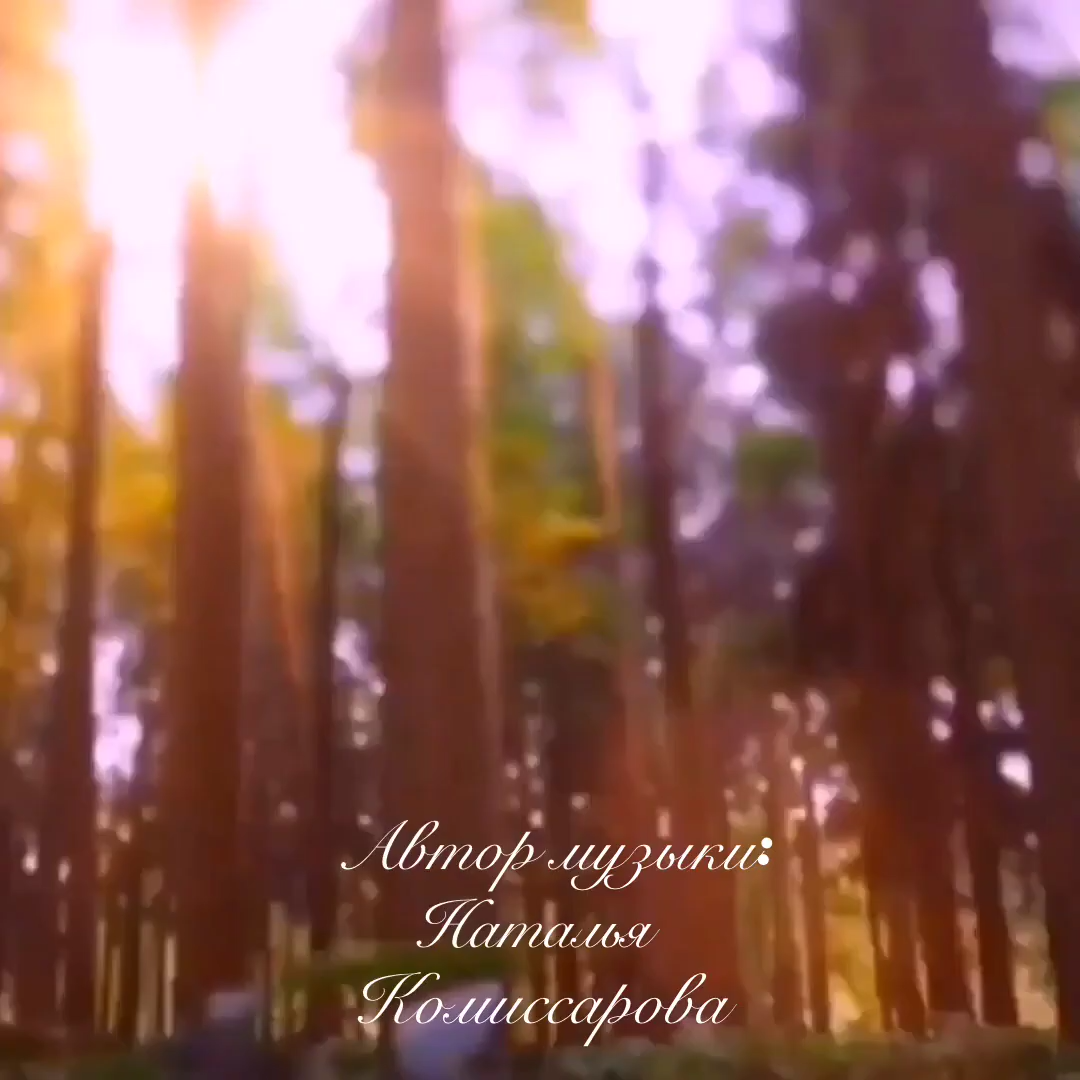 Автор музыки:
Наталья
Комиссарова